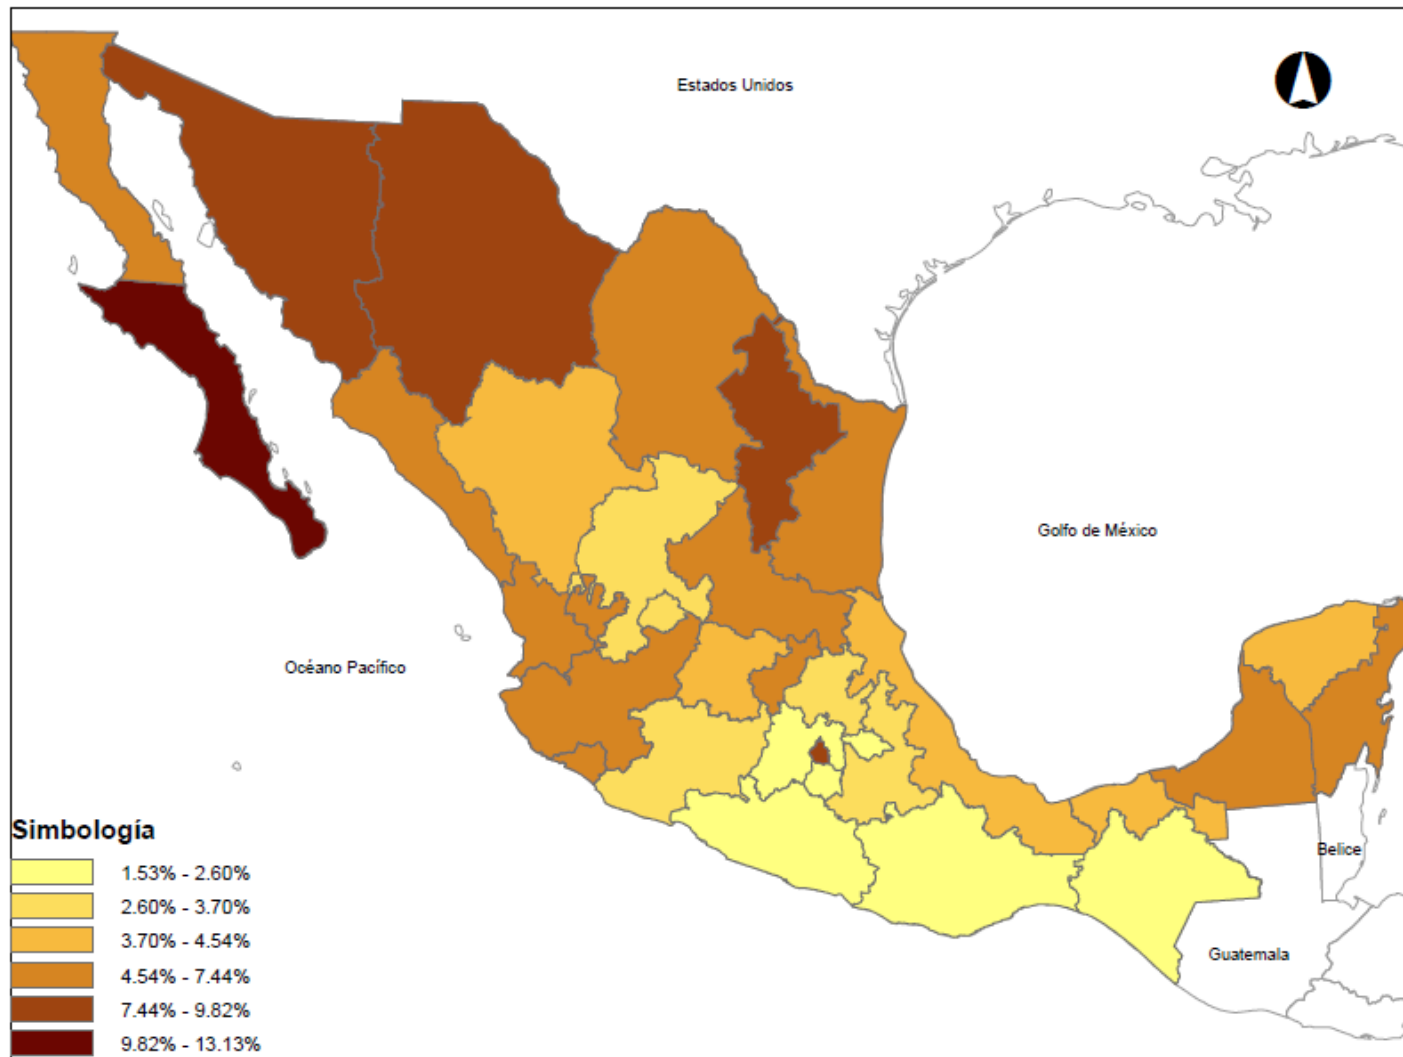 Estados Unidos
Golfo de México
Océano Pacífico
Simbología
1.53% - 2.60%
2.60% - 3.70%
3.70% - 4.54%
4.54% - 7.44%
7.44% - 9.82%
9.82% - 13.13%
Belice
Guatemala